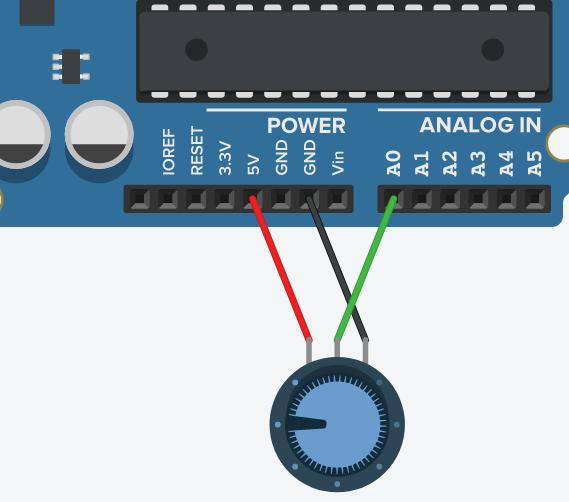 POWER
ANALOG IN
IOREF
RESET
3.3V
5V
GND
GND
Vin
A0
A1
A2
A3
A4
A5